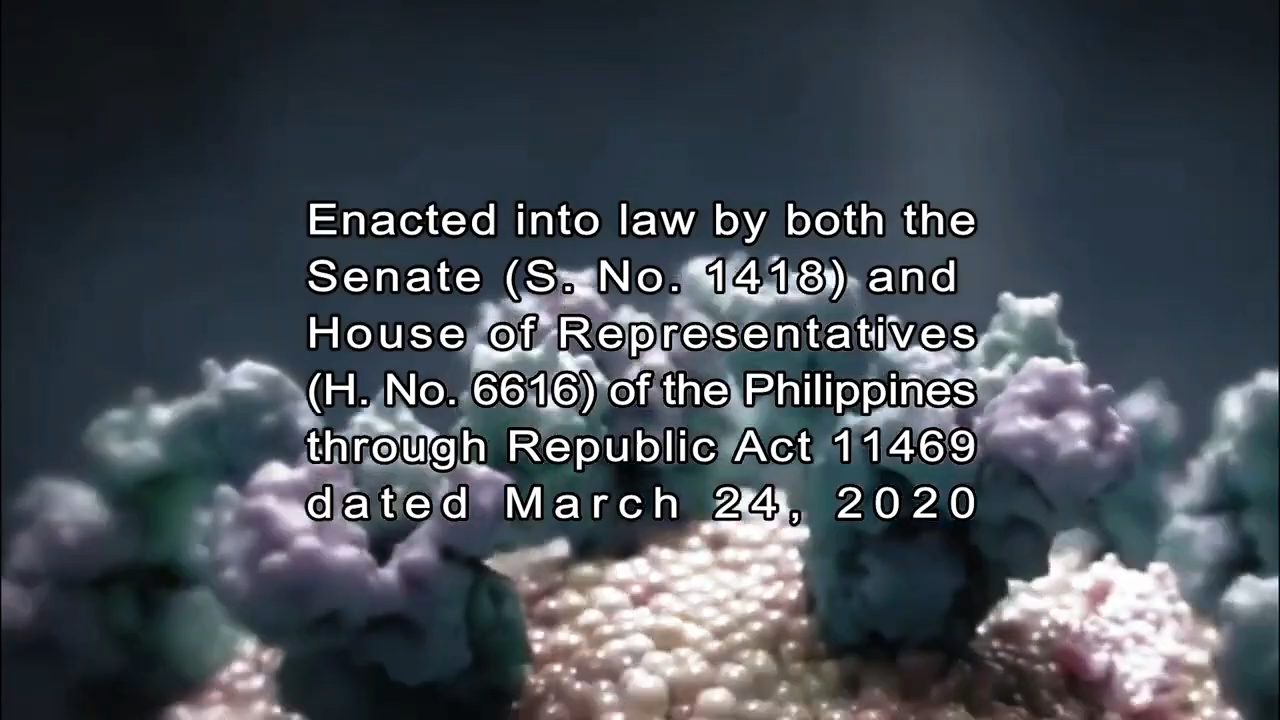 Enacted into law by both the
Senate (S. No. 1418) and
House of Representatives
(H. No. 6616) of the Philippines
through Republic Act 11469
dated March 24, 2020